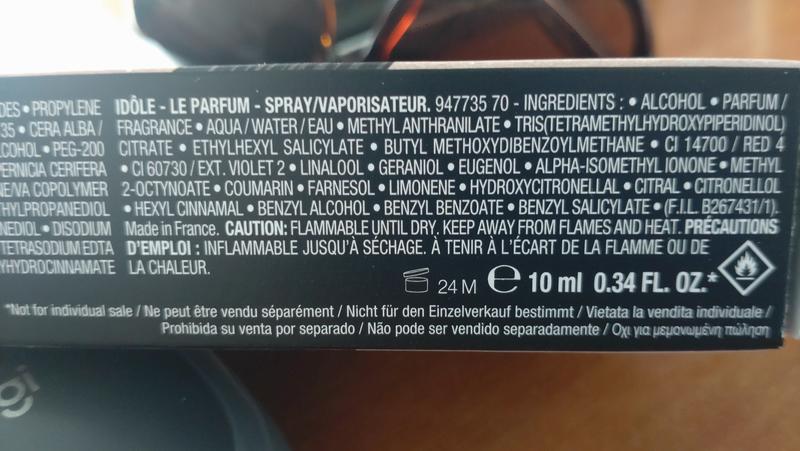 DES • PROPYLENE
35 • CERA ALBA /
COHOL • PEG-200
PERNICIA CERIFERA
NE/VA COPOLYMER
HYLPROPANEDIOL
NEDIOL • DISODIUM
TETRASODIUM EDTA
YHYDROCINNAMATE
IDÔLE - LE PARFUM - SPRAY/VAPORISATEUR. 947735 70 - INGREDIENTS : • ALCOHOL • PARFUM /
FRAGRANCE • AQUA / WATER / EAU • METHYL ANTHRANILATE • TRIS(TETRAMETHYLHYDROXYPIPERIDINOL)
CITRATE • ETHYLHEXYL SALICYLATE • BUTYL METHOXYDIBENZOYLMETHANE • CI 14700 / RED 4
• CI 60730 / EXT. VIOLET 2 • LINALOOL • GERANIOL • EUGENOL • ALPHA-ISOMETHYL IONONE • METHYL
2-OCTYNOATE • COUMARIN • FARNESOL • LIMONENE • HYDROXYCITRONELLAL • CITRAL • CITRONELLOL
• HEXYL CINNAMAL • BENZYL ALCOHOL • BENZYL BENZOATE • BENZYL SALICYLATE • (F.I.L. B267431/1).
Made in France. CAUTION: FLAMMABLE UNTIL DRY. KEEP AWAY FROM FLAMES AND HEAT. PRÉCAUTIONS
D'EMPLOI : INFLAMMABLE JUSQU'À SÉCHAGE. À TENIR À L'ÉCART DE LA FLAMME OU DE
LA CHALEUR.
24 M ℮ 10 ml 0.34 FL. OZ.*
*Not for individual sale / Ne peut être vendu séparément / Nicht für den Einzelverkauf bestimmt / Vietata la vendita individuale /
Prohibida su venta por separado / Não pode ser vendido separadamente / Όχι για μεμονωμένη πώληση
gi